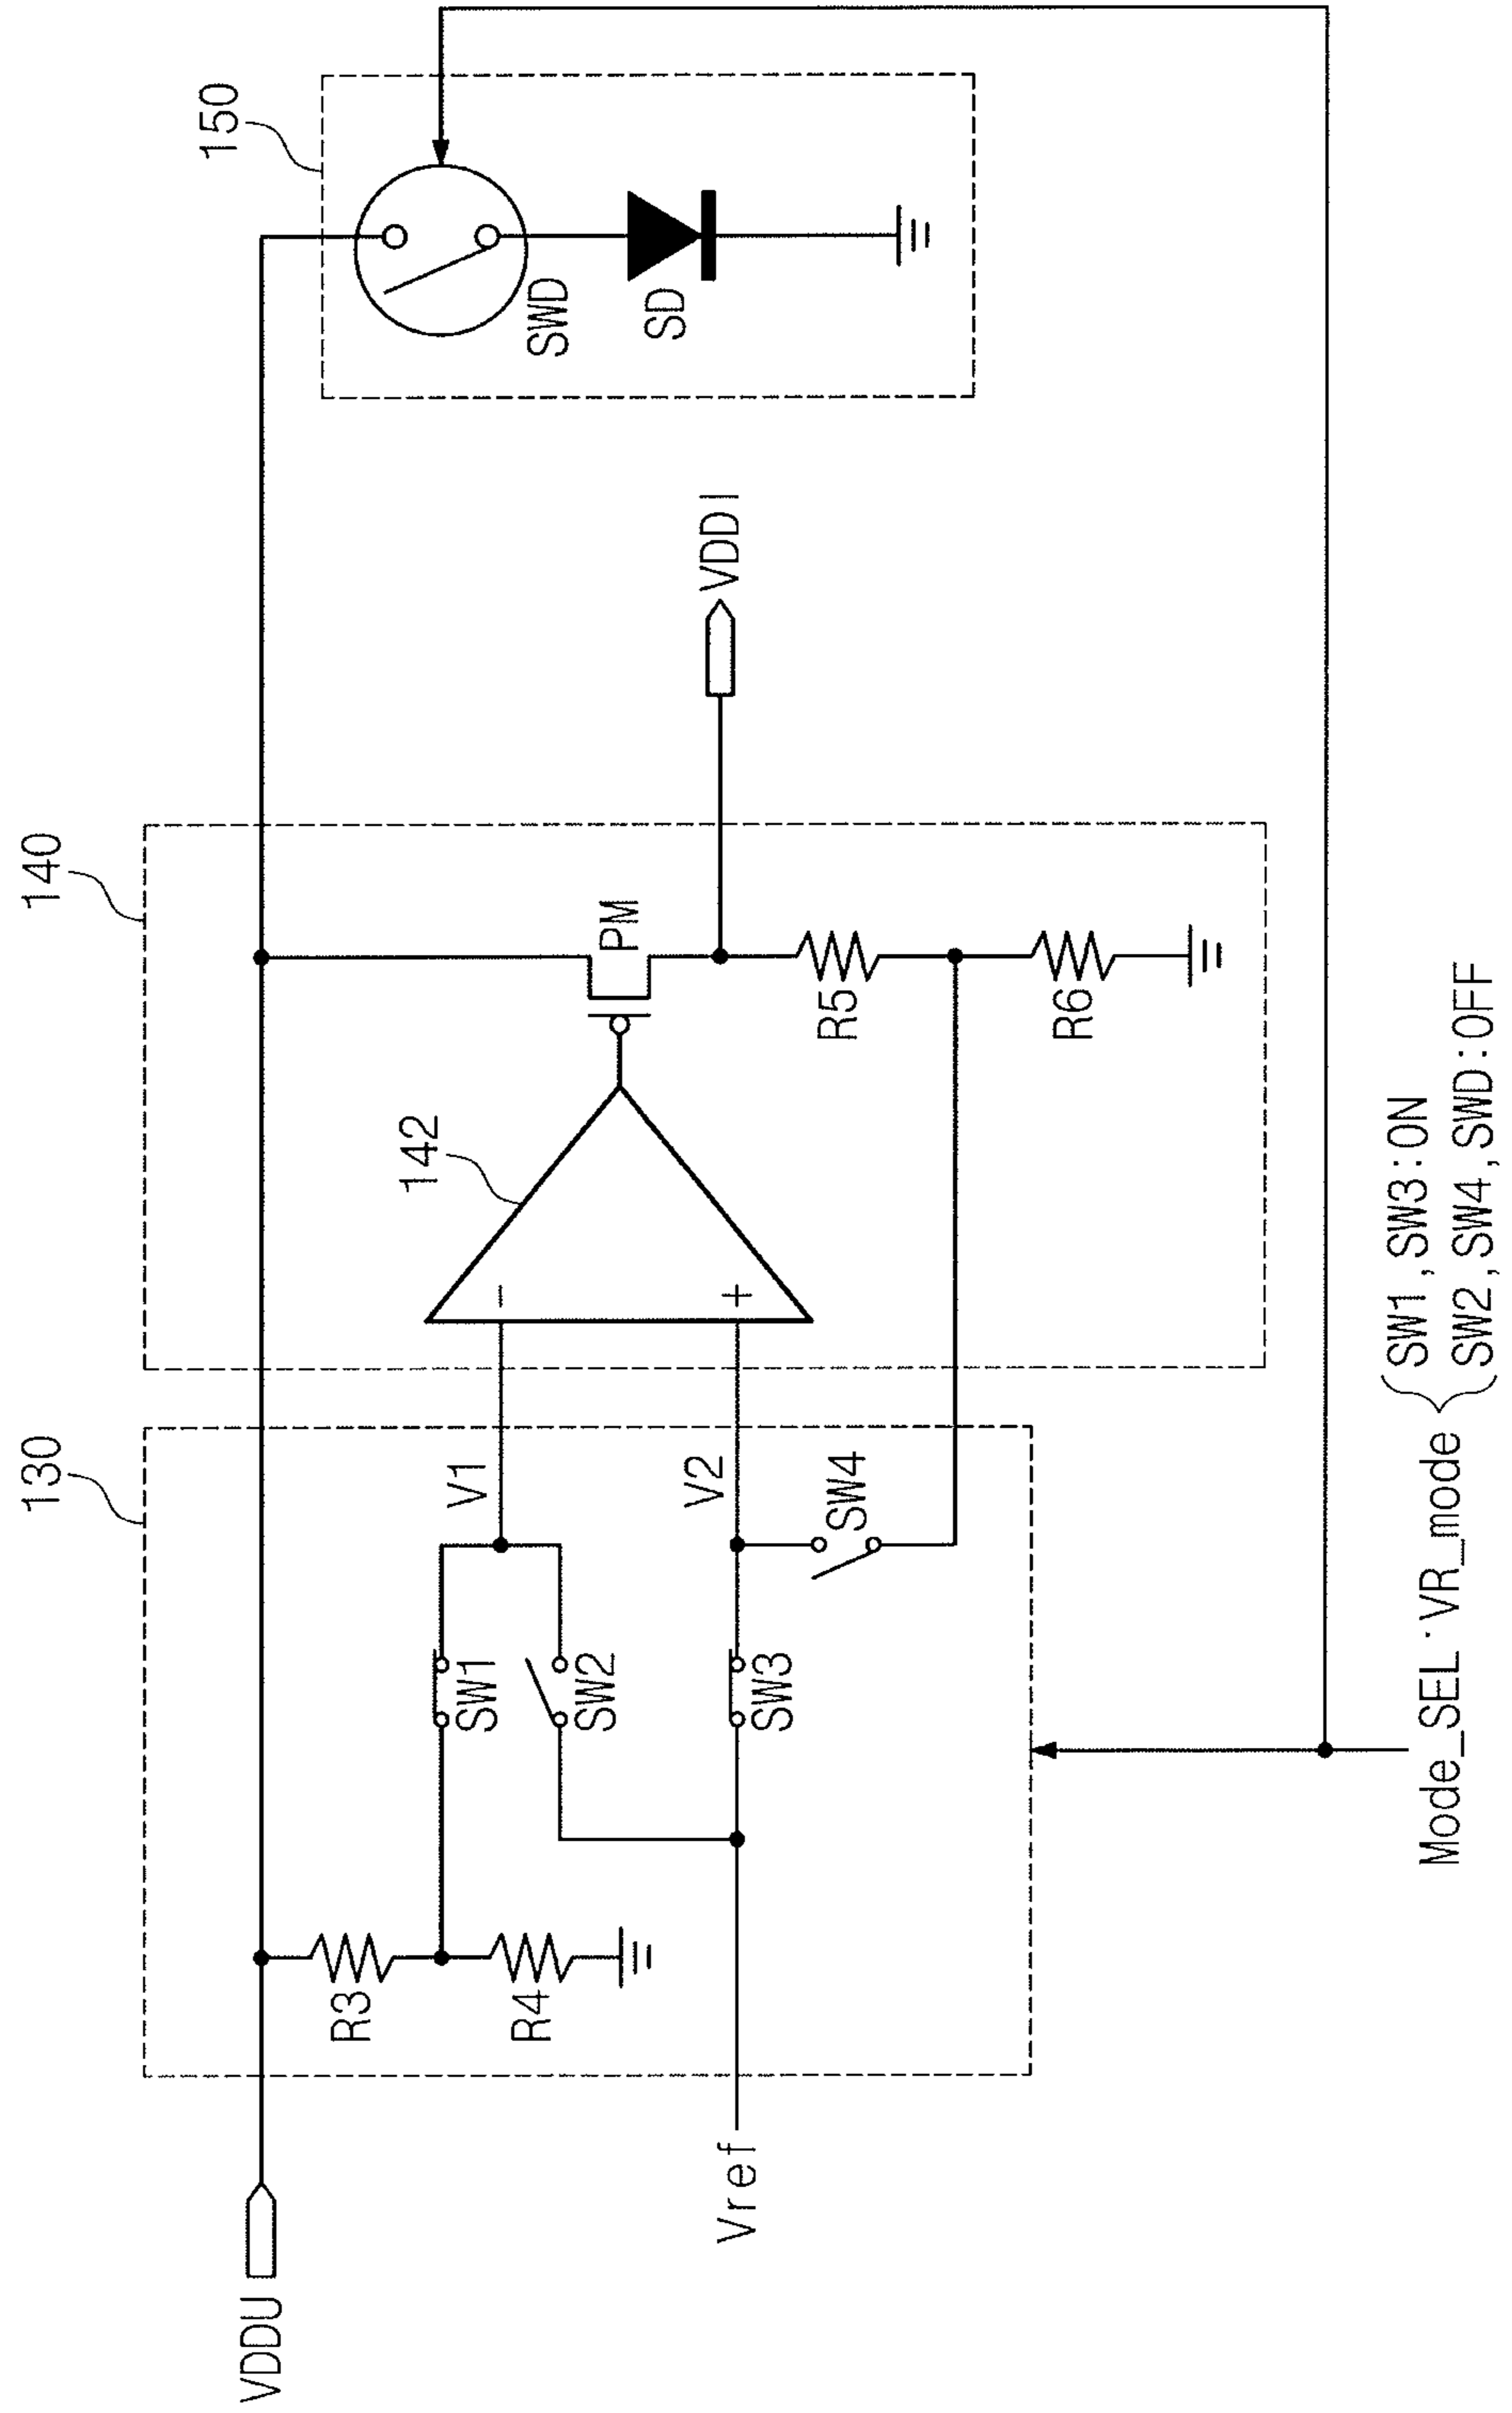 130
140
150
VDDU
R3
R4
SW1
SW2
V1
Vref
SW3
V2
SW4
142
-
+
PM
R5
R6
VDDI
SWD
SD
Mode_SEL·VR_mode
SW1,SW3:ON
SW2,SW4,SWD:OFF